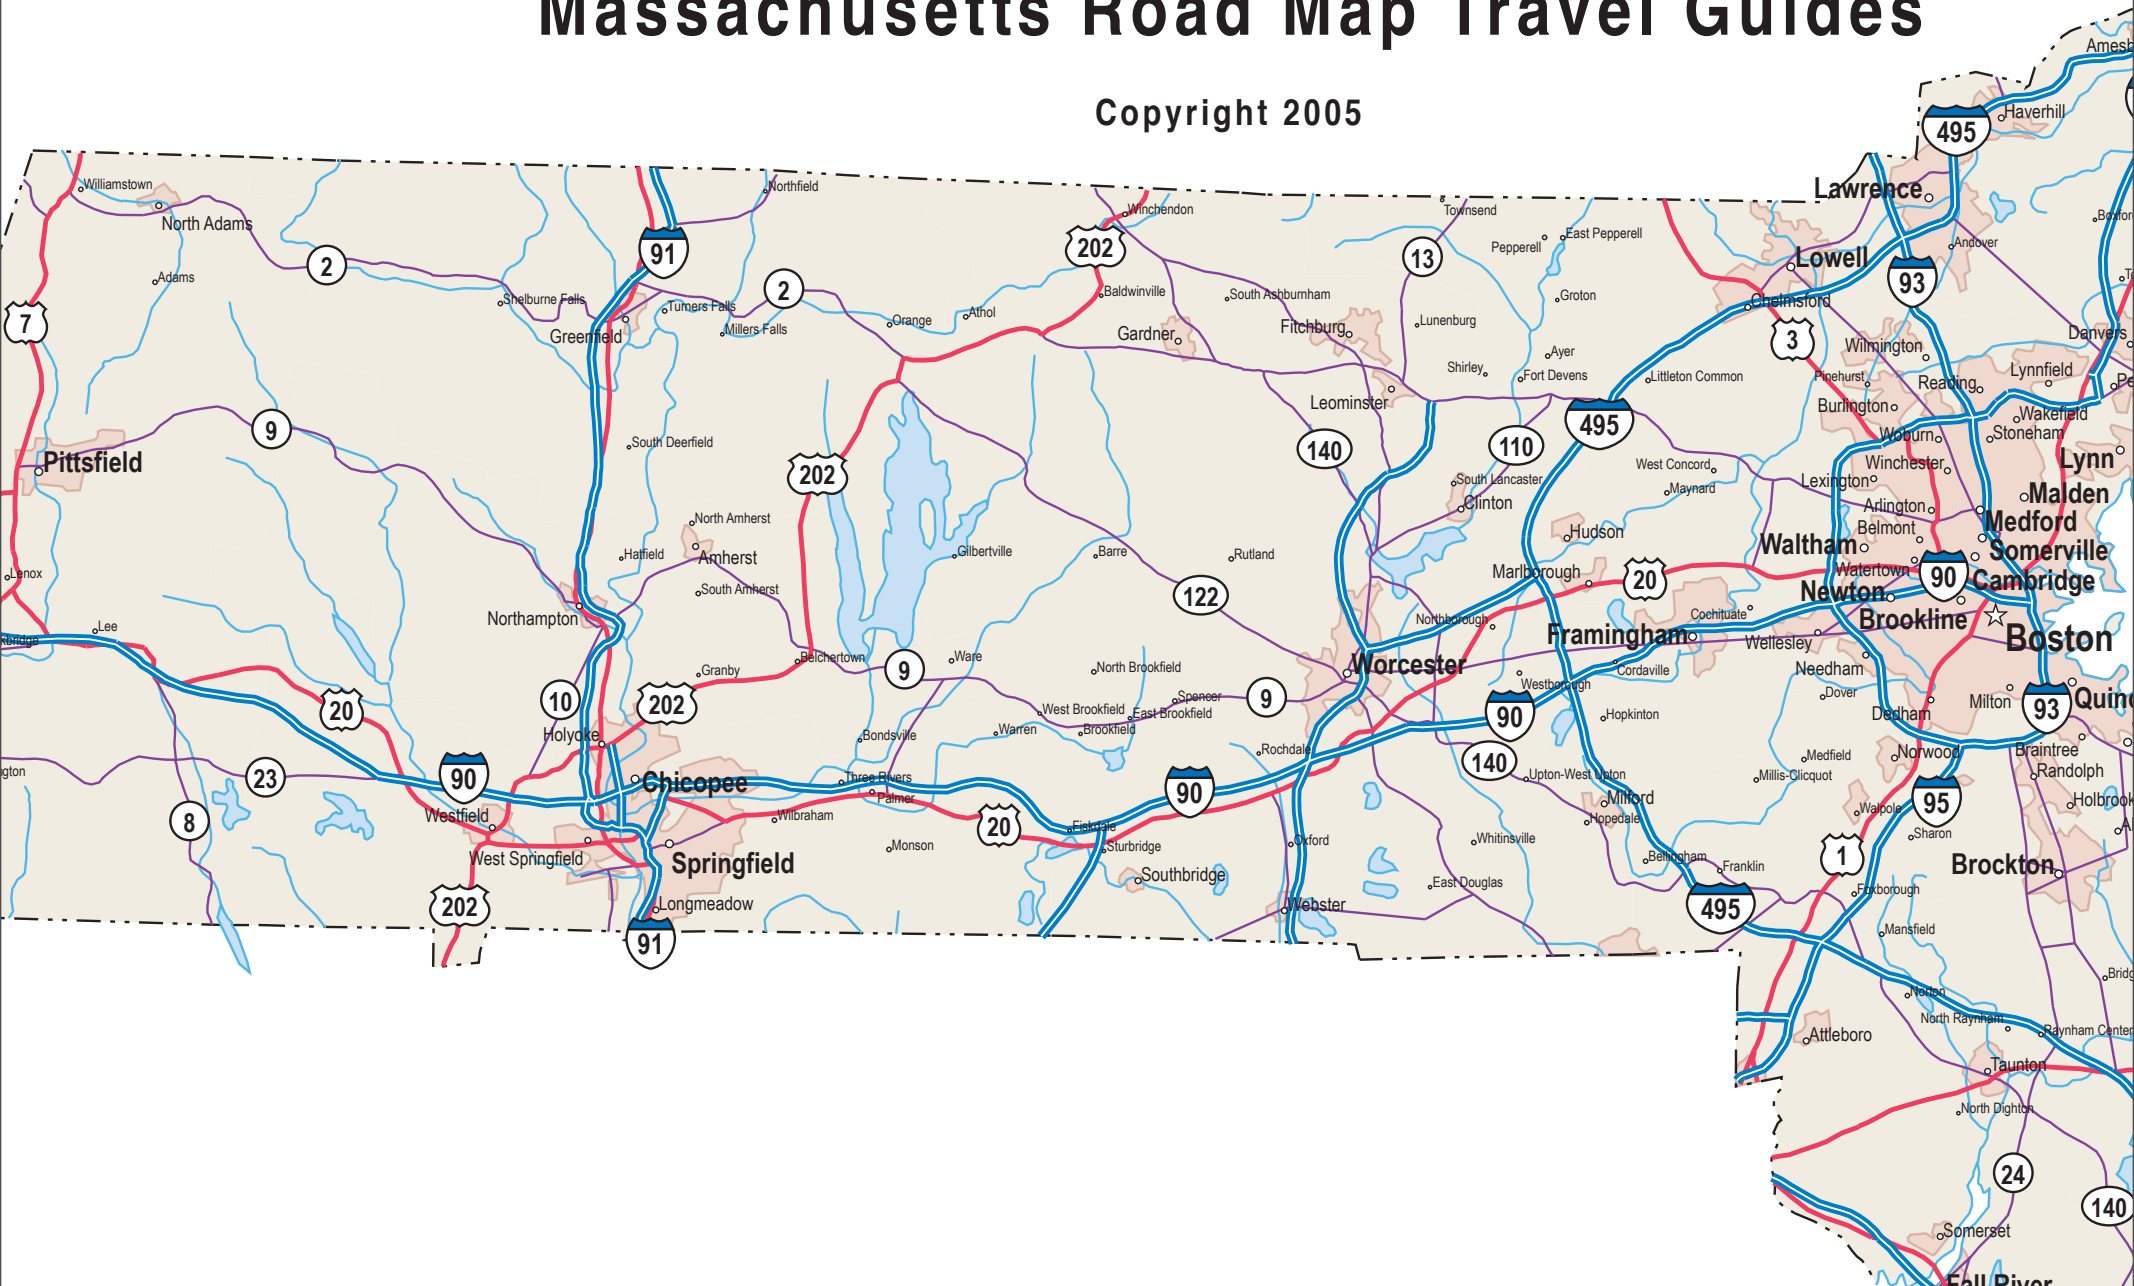 Massachusetts Road Map Travel Guides
Copyright 2005
Haverhill
495
Williamstown
North Adams
Northfield
Winchendon
Townsend
Lawrence
Pepperell
East Pepperell
Andover
2
91
202
13
Lowell
93
Adams
Shelburne Falls
Turners Falls
2
Baldwinville
South Ashburnham
Groton
Chelmsford
7
Greenfield
Millers Falls
Orange
Athol
Gardner
Fitchburg
Lunenburg
3
Wilmington
Danvers
Ayer
Shirley
Fort Devens
Littleton Common
Pinehurst
Reading
Lynnfield
Leominster
Burlington
Wakefield
9
South Deerfield
140
110
495
Woburn
Stoneham
Pittsfield
202
West Concord
Winchester
Lynn
South Lancaster
Maynard
Lexington
Clinton
Arlington
Malden
North Amherst
Hudson
Belmont
Medford
Hatfield
Amherst
Gilbertville
Barre
Rutland
Waltham
Somerville
Lenox
South Amherst
122
Marlborough
20
Watertown
90
Cambridge
Northampton
Northborough
Cochituate
Newton
Brookline
Lee
Framingham
Wellesley
Boston
Belchertown
9
Ware
Granby
North Brookfield
Worcester
Cordaville
Needham
10
202
Spencer
9
Westborough
Dover
Milton
93
20
West Brookfield
East Brookfield
90
Hopkinton
Dedham
Holyoke
Bondsville
Warren
Brookfield
Rochdale
Norwood
Braintree
23
90
Chicopee
Three Rivers
140
Upton-West Upton
Medfield
Millis-Clicquot
Randolph
Palmer
90
Milford
95
Holbrook
8
Westfield
Wilbraham
20
Fiskdale
Hopedale
Walpole
Sharon
West Springfield
Springfield
Monson
Sturbridge
Oxford
Whitinsville
Bellingham
Franklin
1
Brockton
Southbridge
East Douglas
Foxborough
202
Longmeadow
Webster
495
91
Mansfield
Norton
North Raynham
Raynham Center
Attleboro
Taunton
North Dighton
24
140
Somerset
Fall River